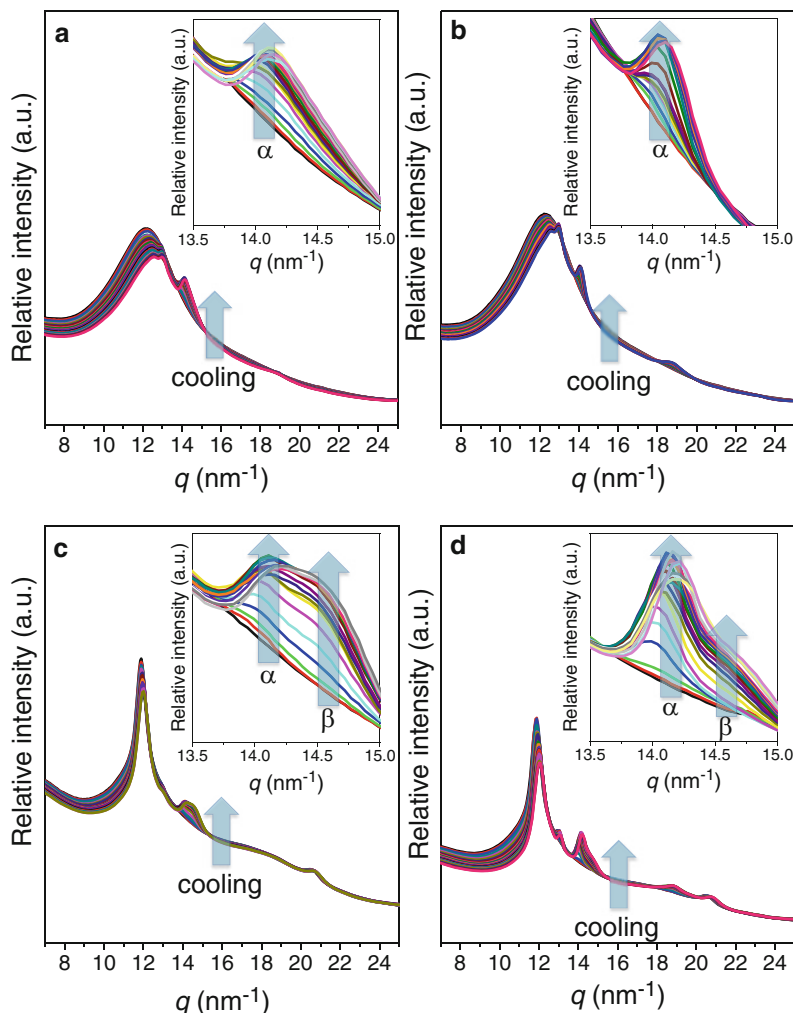 a
Relative intensity (a.u.)
α
13.5 14.0 14.5 15.0
q (nm-1)
Relative intensity (a.u.)
cooling
8 10 12 14 16 18 20 22 24
q (nm-1)
b
Relative intensity (a.u.)
α
13.5 14.0 14.5 15.0
q (nm-1)
Relative intensity (a.u.)
cooling
8 10 12 14 16 18 20 22 24
q (nm-1)
c
Relative intensity (a.u.)
α
β
13.5 14.0 14.5 15.0
q (nm-1)
Relative intensity (a.u.)
cooling
8 10 12 14 16 18 20 22 24
q (nm-1)
d
Relative intensity (a.u.)
α
β
13.5 14.0 14.5 15.0
q (nm-1)
Relative intensity (a.u.)
cooling
8 10 12 14 16 18 20 22 24
q (nm-1)